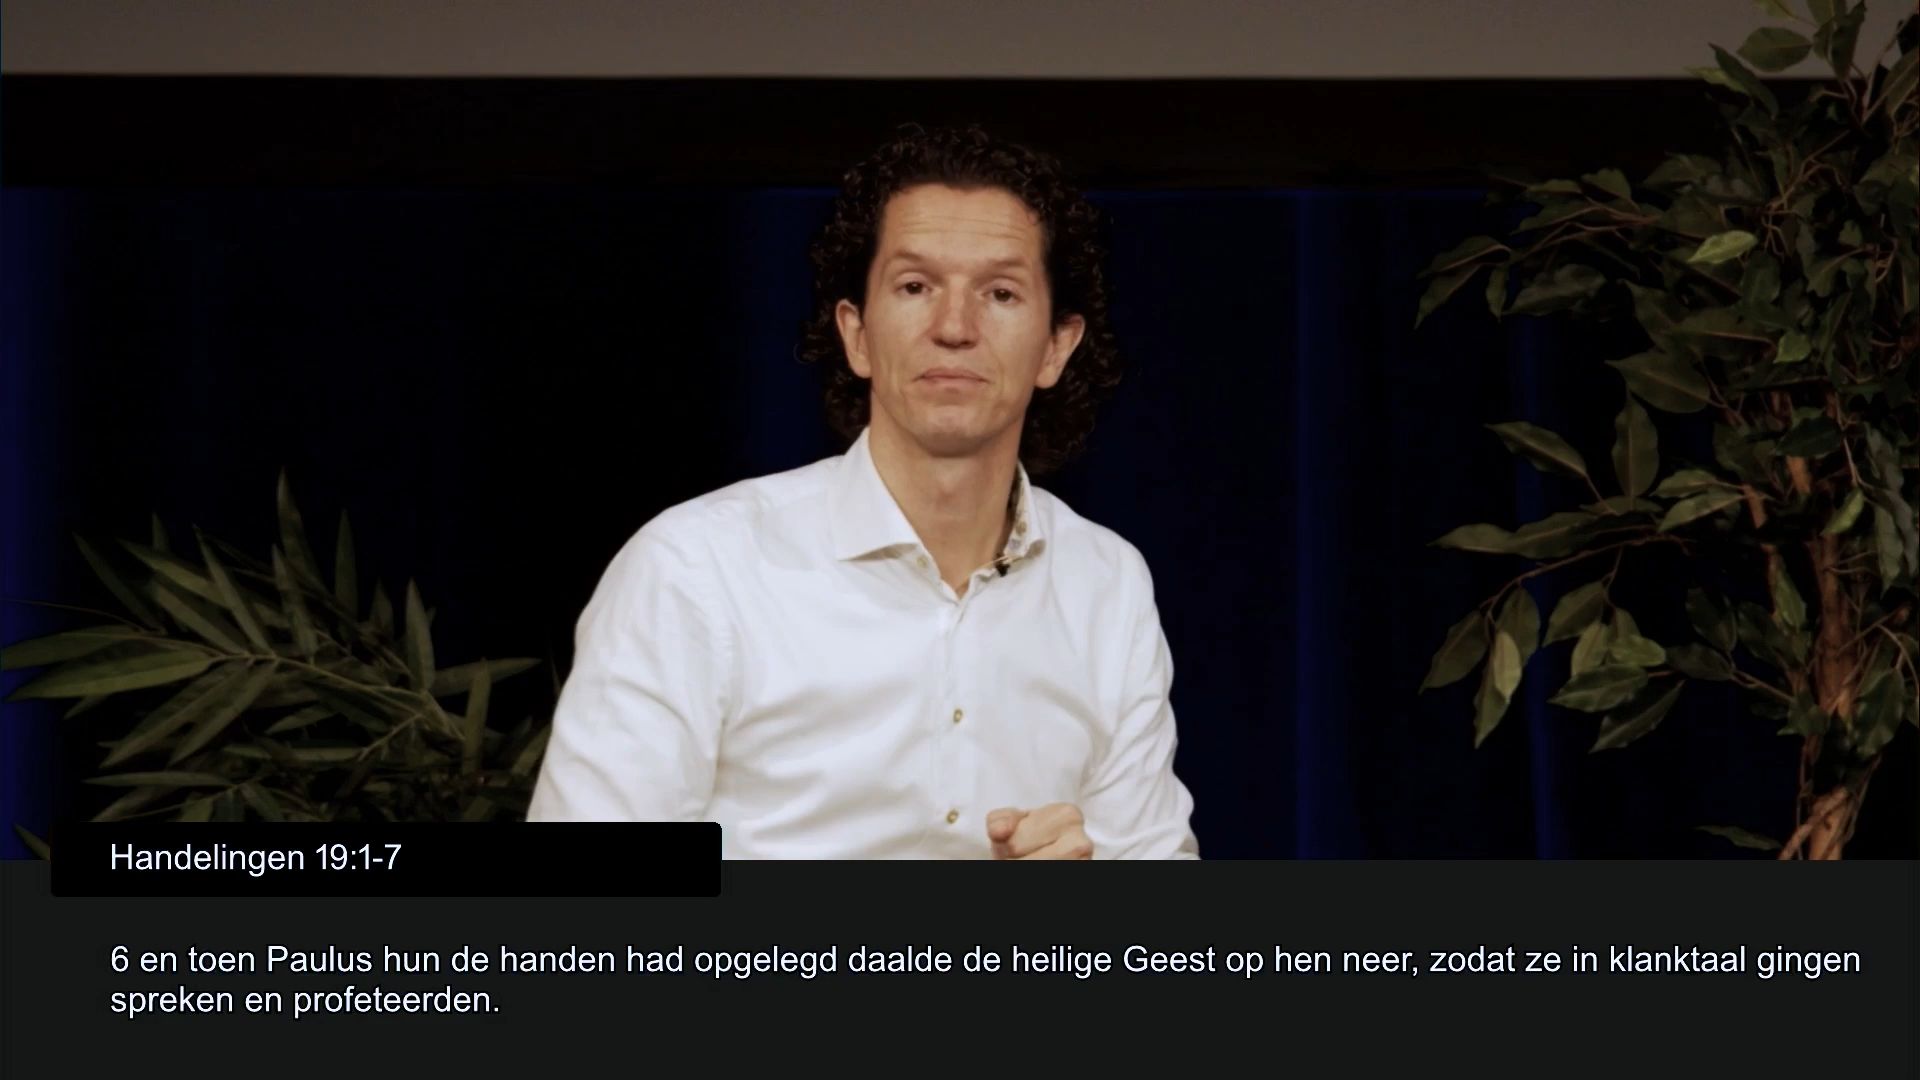 Handelingen 19:1-7
6 en toen Paulus hun de handen had opgelegd daalde de heilige Geest op hen neer, zodat ze in klanktaal gingen
spreken en profeteerden.